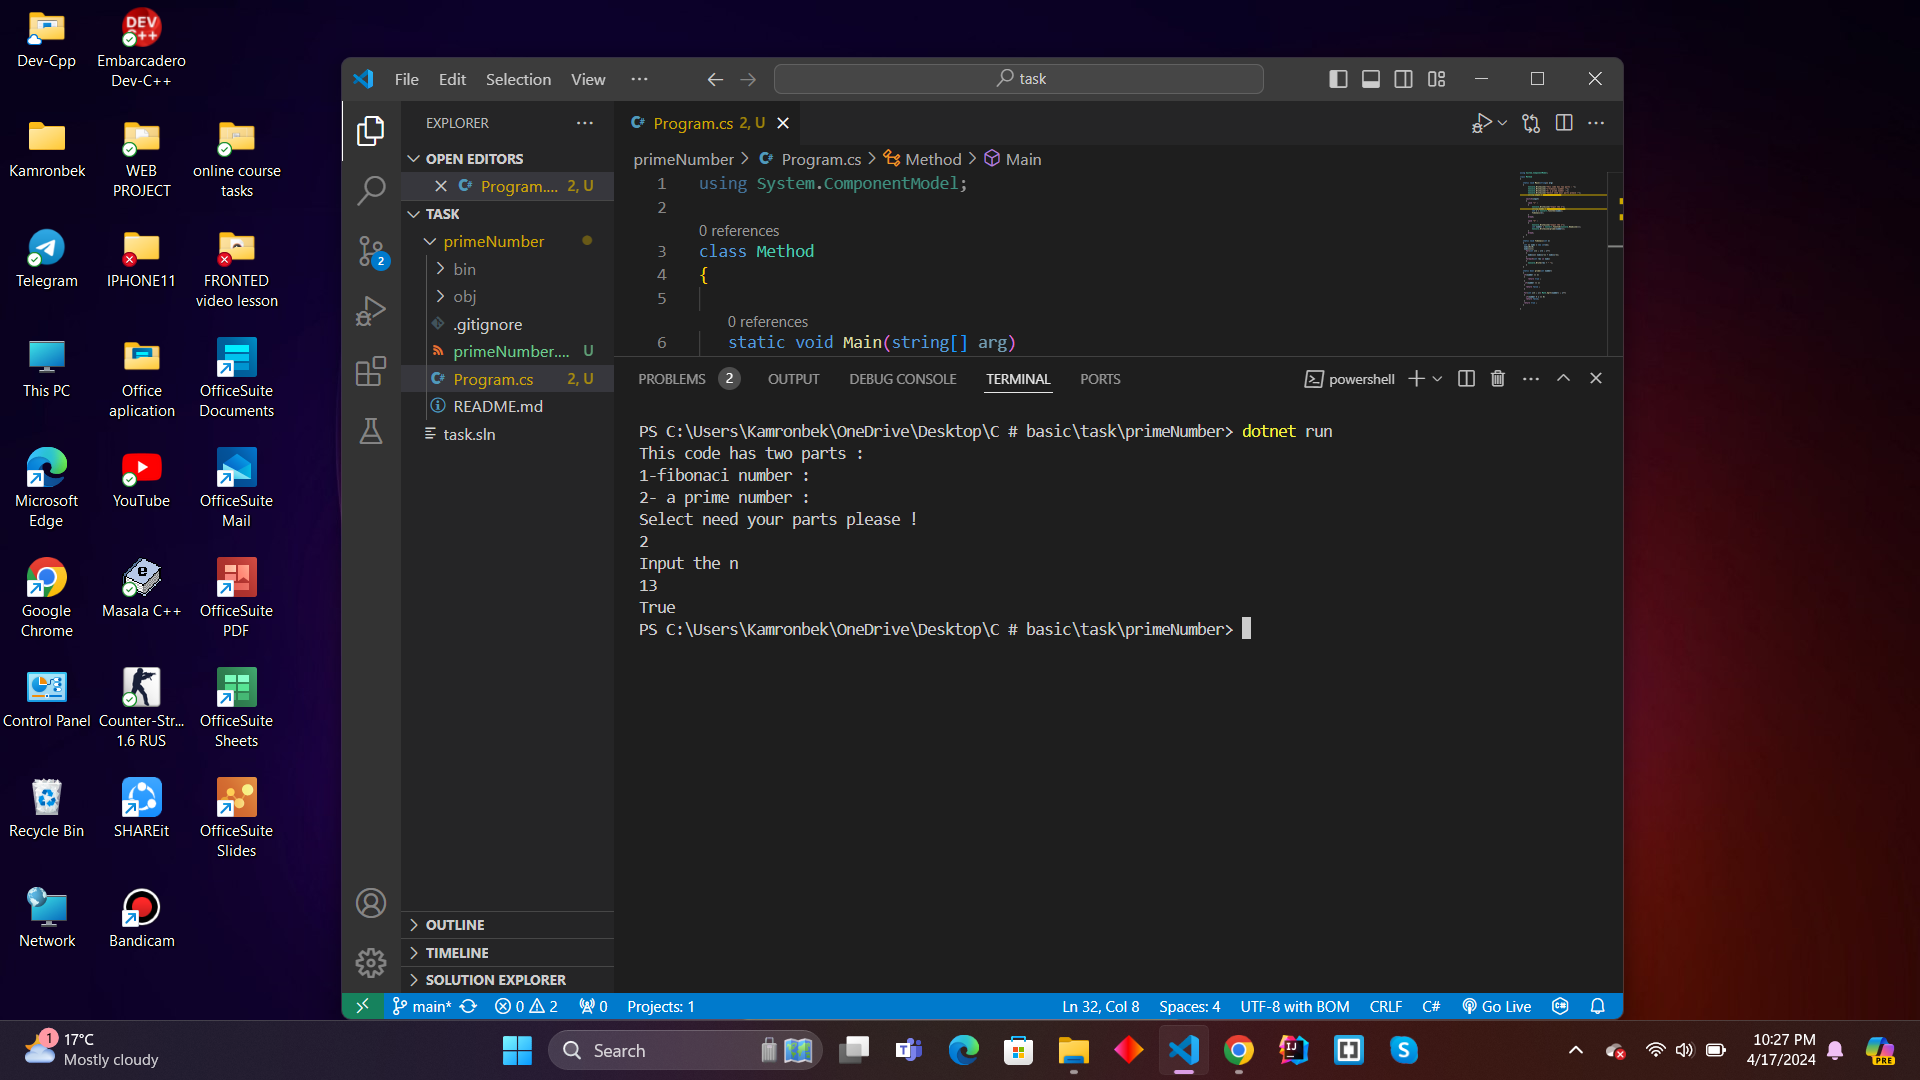 Dev-Cpp
Embarcadero
Dev-C++
Kamronbek
WEB
PROJECT
online course
tasks
Telegram
IPHONE11
FRONTED
video lesson
This PC
Office
aplication
OfficeSuite
Documents
Microsoft
Edge
YouTube
OfficeSuite
Mail
Google
Chrome
Masala C++
OfficeSuite
PDF
Control Panel
Counter-Str...
1.6 RUS
OfficeSuite
Sheets
Recycle Bin
SHAREit
OfficeSuite
Slides
Network
Bandicam
File Edit Selection View ···
task
EXPLORER
OPEN EDITORS
Program.... 2, U
TASK
primeNumber
bin
obj
.gitignore
primeNumber.... U
Program.cs 2, U
README.md
task.sln
2
OUTLINE
TIMELINE
SOLUTION EXPLORER
Program.cs 2, U
primeNumber > Program.cs > Method > Main
1 using System.ComponentModel;
2
0 references
3 class Method
4 {
5
0 references
6 static void Main(string[] arg)
PROBLEMS 2 OUTPUT DEBUG CONSOLE TERMINAL PORTS
powershell
PS C:\Users\Kamronbek\OneDrive\Desktop\C # basic\task\primeNumber> dotnet run
This code has two parts :
1-fibonaci number :
2- a prime number :
Select need your parts please !
2
Input the n
13
True
PS C:\Users\Kamronbek\OneDrive\Desktop\C # basic\task\primeNumber>
main* 0 2 0 Projects: 1
Ln 32, Col 8 Spaces: 4 UTF-8 with BOM CRLF C# Go Live
1
17°C
Mostly cloudy
Search
10:27 PM
4/17/2024
PRE